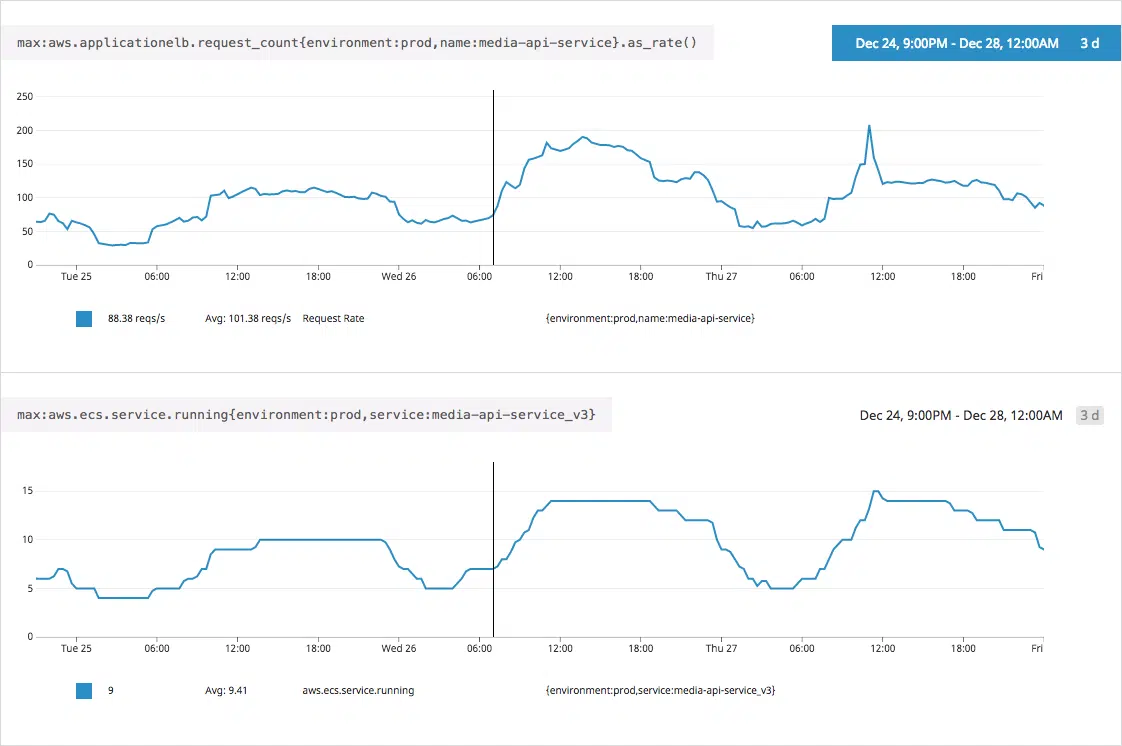 max:aws.applicationelb.request_count{environment:prod,name:media-api-service}.as_rate()
Dec 24, 9:00PM - Dec 28, 12:00AM 3 d
250
200
150
100
50
0
Tue 25 06:00 12:00 18:00 Wed 26 06:00 12:00 18:00 Thu 27 06:00 12:00 18:00 Fri
88.38 reqs/s Avg: 101.38 reqs/s Request Rate {environment:prod,name:media-api-service}
max:aws.ecs.service.running{environment:prod,service:media-api-service_v3}
Dec 24, 9:00PM - Dec 28, 12:00AM 3 d
15
10
5
0
Tue 25 06:00 12:00 18:00 Wed 26 06:00 12:00 18:00 Thu 27 06:00 12:00 18:00 Fri
9 Avg: 9.41 aws.ecs.service.running {environment:prod,service:media-api-service_v3}